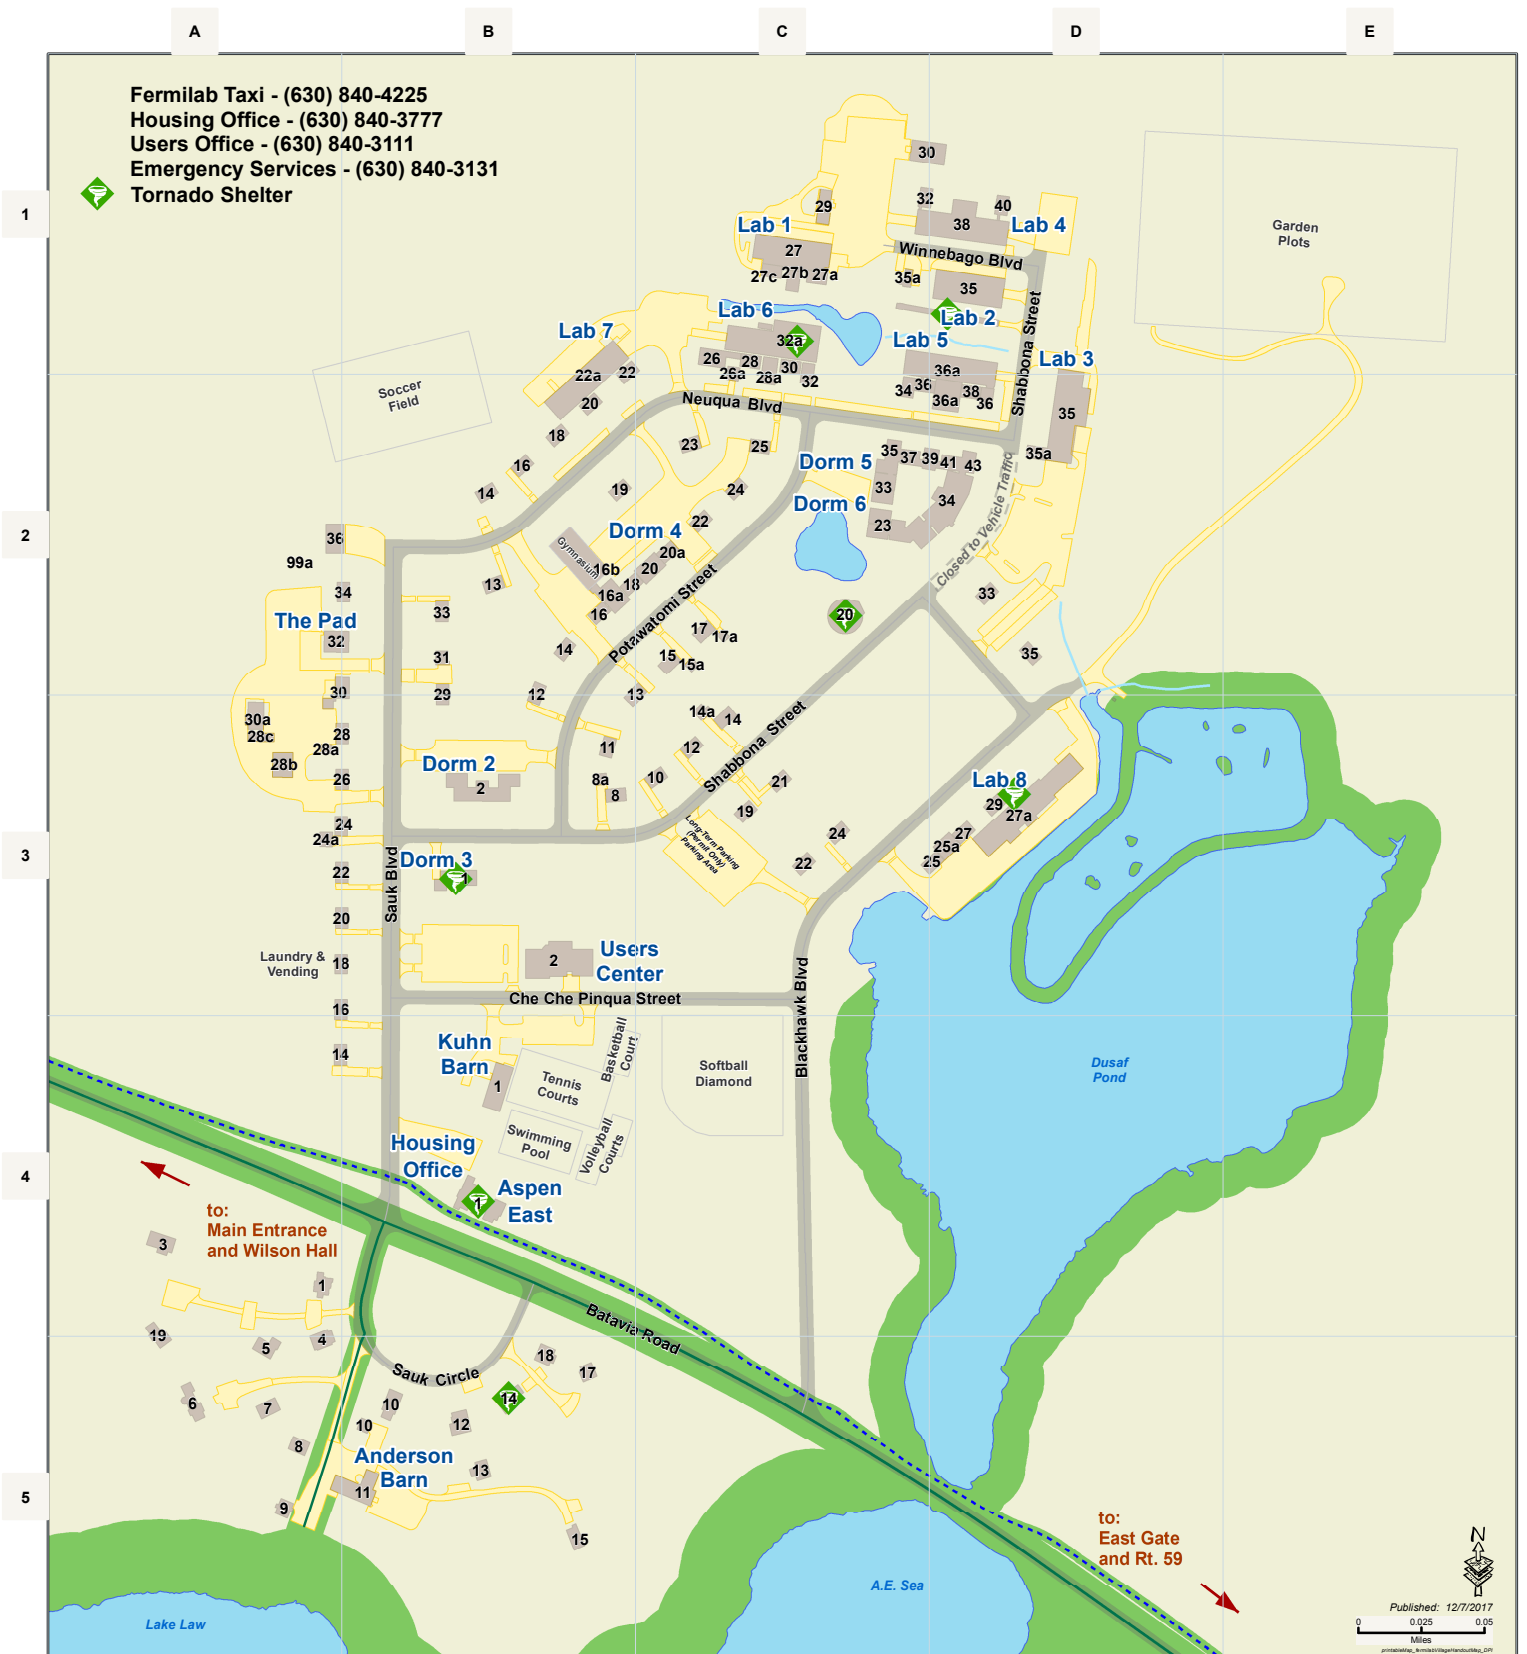 A
B
C
D
E
1
2
3
4
5
Fermilab Taxi - (630) 840-4225
Housing Office - (630) 840-3777
Users Office - (630) 840-3111
Emergency Services - (630) 840-3131
Tornado Shelter
30
29
32
40
38
Lab 1
Lab 4
Garden
Plots
Winnebago Blvd
27
27c
27b
27a
35a
35
Lab 2
Shabbona Street
Lab 6
Lab 7
Lab 5
Lab 3
32a
26
26a
28
28a
30
32
36a
34
36
36a
38
36
22a
22
20
Soccer
Field
Neuqua Blvd
35
35a
18
16
14
23
25
19
24
22
Dorm 5
35
37
39
41
43
33
34
Dorm 6
23
Closed to Vehicle Traffic
Dorm 4
Gymnasium
16b
16a
16
18
20
20a
36
99a
34
The Pad
32
13
33
31
29
14
12
Potawatomi Street
17
17a
15
15a
13
20
33
35
30
30a
28c
28
28a
28b
26
24
24a
22
20
18
16
14
Laundry &
Vending
Dorm 2
2
11
8a
8
10
14a
14
12
Shabbona Street
21
19
Long-Term Parking
(Permit Only)
Parking Area
24
22
Lab 8
29
27a
27
25a
25
Dorm 3
1
Sauk Blvd
2
Users
Center
Che Che Pinqua Street
Blackhawk Blvd
Kuhn
Barn
1
Tennis
Courts
Basketball
Court
Softball
Diamond
Swimming
Pool
Volleyball
Courts
Dusaf
Pond
Housing
Office
1
Aspen
East
to:
Main Entrance
and Wilson Hall
3
1
19
5
4
6
7
8
9
Batavia Road
Sauk Circle
18
17
14
10
10
12
13
Anderson
Barn
11
15
Lake Law
A.E. Sea
to:
East Gate
and Rt. 59
N
Published: 12/7/2017
0
0.025
0.05
Miles
printableMap_fermilabVillageHandoutMap_DPI